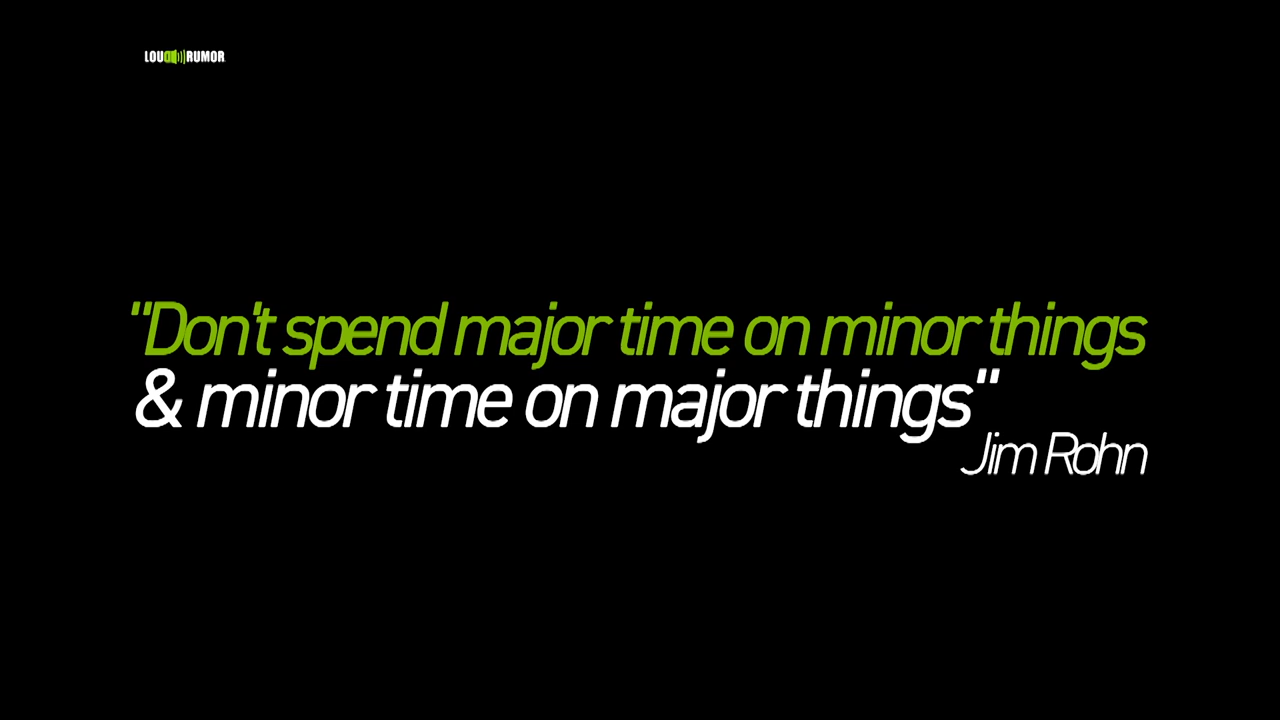 LOUD RUMOR
"Don't spend major time on minor things
& minor time on major things"
Jim Rohn